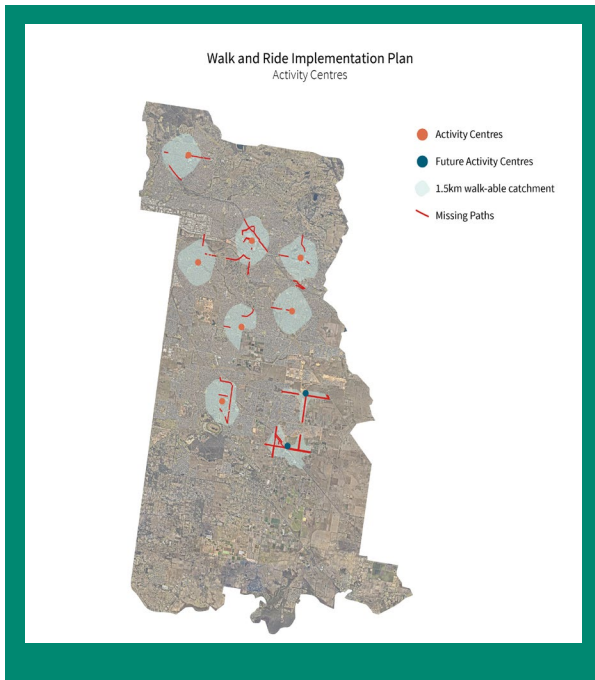 Walk and Ride Implementation Plan
Activity Centres
Activity Centres
Future Activity Centres
1.5km walk-able catchment
Missing Paths